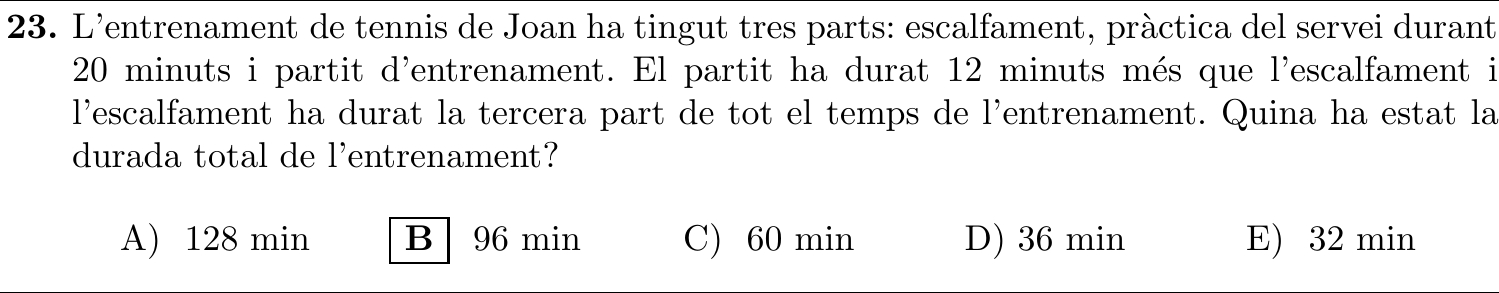 23. L'entrenament de tennis de Joan ha tingut tres parts: escalfament, pràctica del servei durant
20 minuts i partit d'entrenament. El partit ha durat 12 minuts més que l'escalfament i
l'escalfament ha durat la tercera part de tot el temps de l'entrenament. Quina ha estat la
durada total de l'entrenament?
A) 128 min B 96 min C) 60 min D) 36 min E) 32 min